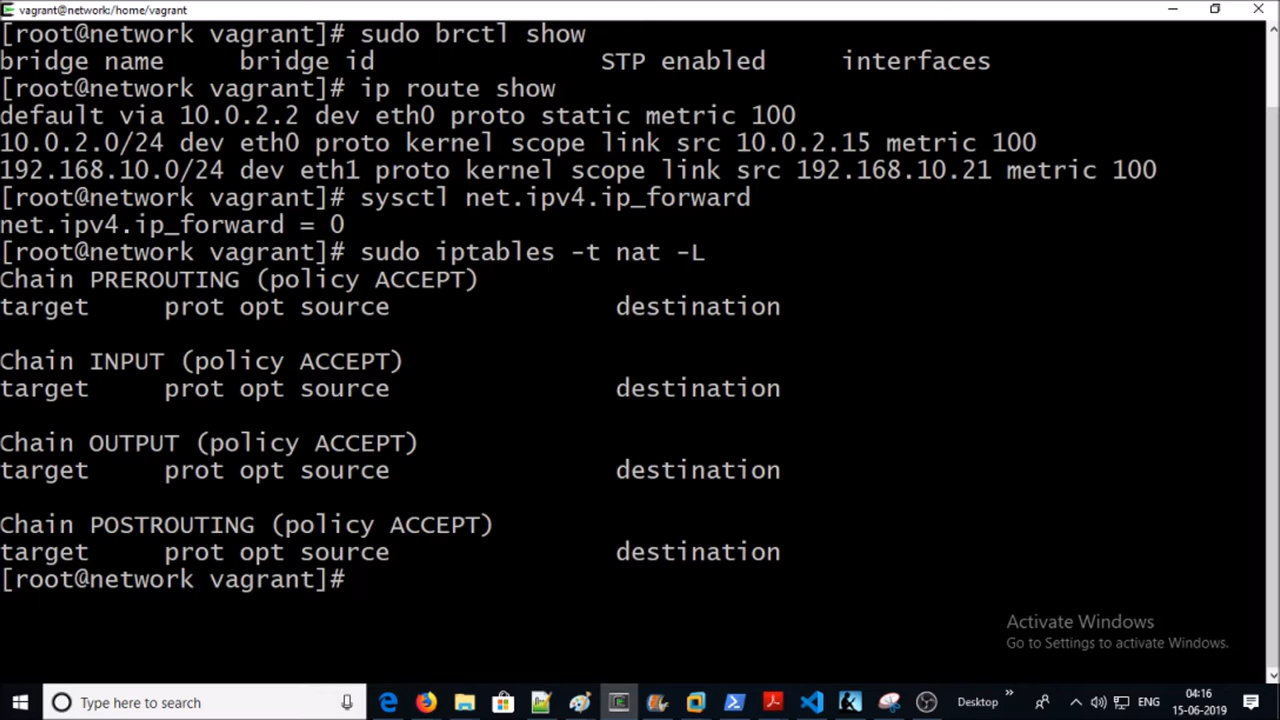 vagrant@network:/home/vagrant
[root@network vagrant]# sudo brctl show
bridge name     bridge id               STP enabled     interfaces
[root@network vagrant]# ip route show
default via 10.0.2.2 dev eth0 proto static metric 100
10.0.2.0/24 dev eth0 proto kernel scope link src 10.0.2.15 metric 100
192.168.10.0/24 dev eth1 proto kernel scope link src 192.168.10.21 metric 100
[root@network vagrant]# sysctl net.ipv4.ip_forward
net.ipv4.ip_forward = 0
[root@network vagrant]# sudo iptables -t nat -L
Chain PREROUTING (policy ACCEPT)
target     prot opt source               destination
Chain INPUT (policy ACCEPT)
target     prot opt source               destination
Chain OUTPUT (policy ACCEPT)
target     prot opt source               destination
Chain POSTROUTING (policy ACCEPT)
target     prot opt source               destination
[root@network vagrant]#
Activate Windows
Go to Settings to activate Windows.
Type here to search
Desktop
ENG
04:16
15-06-2019